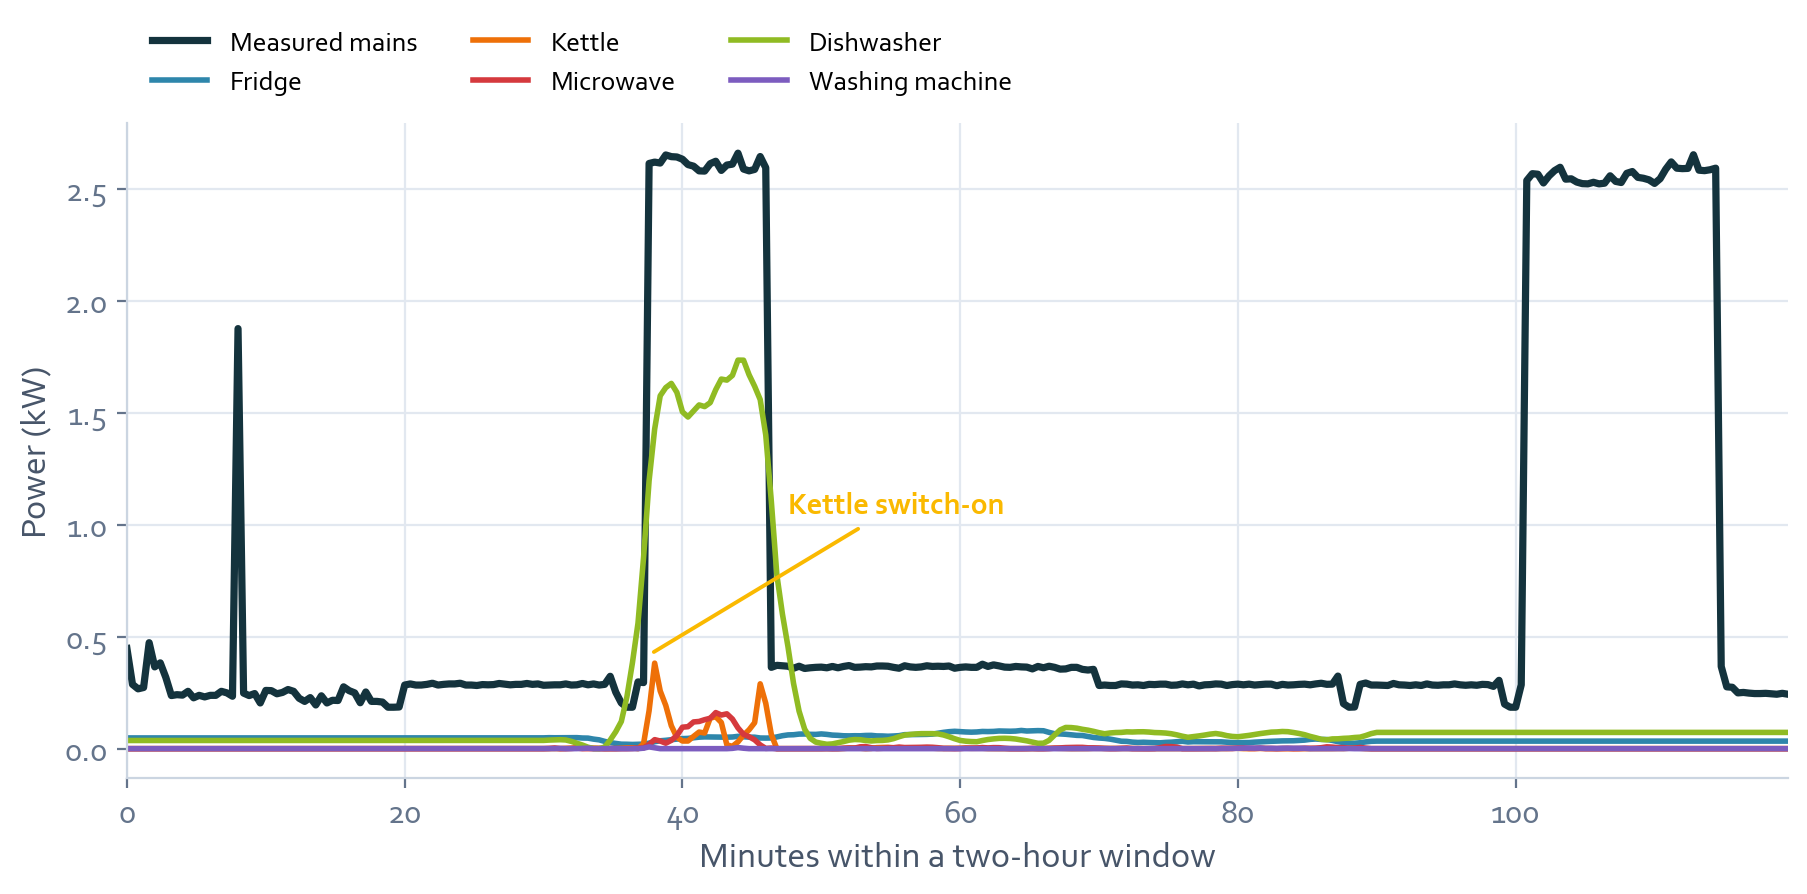 Measured mains
Kettle
Dishwasher
Fridge
Microwave
Washing machine
2.5
2.0
1.5
1.0
0.5
0.0
Power (kW)
Kettle switch-on
0 20 40 60 80 100
Minutes within a two-hour window